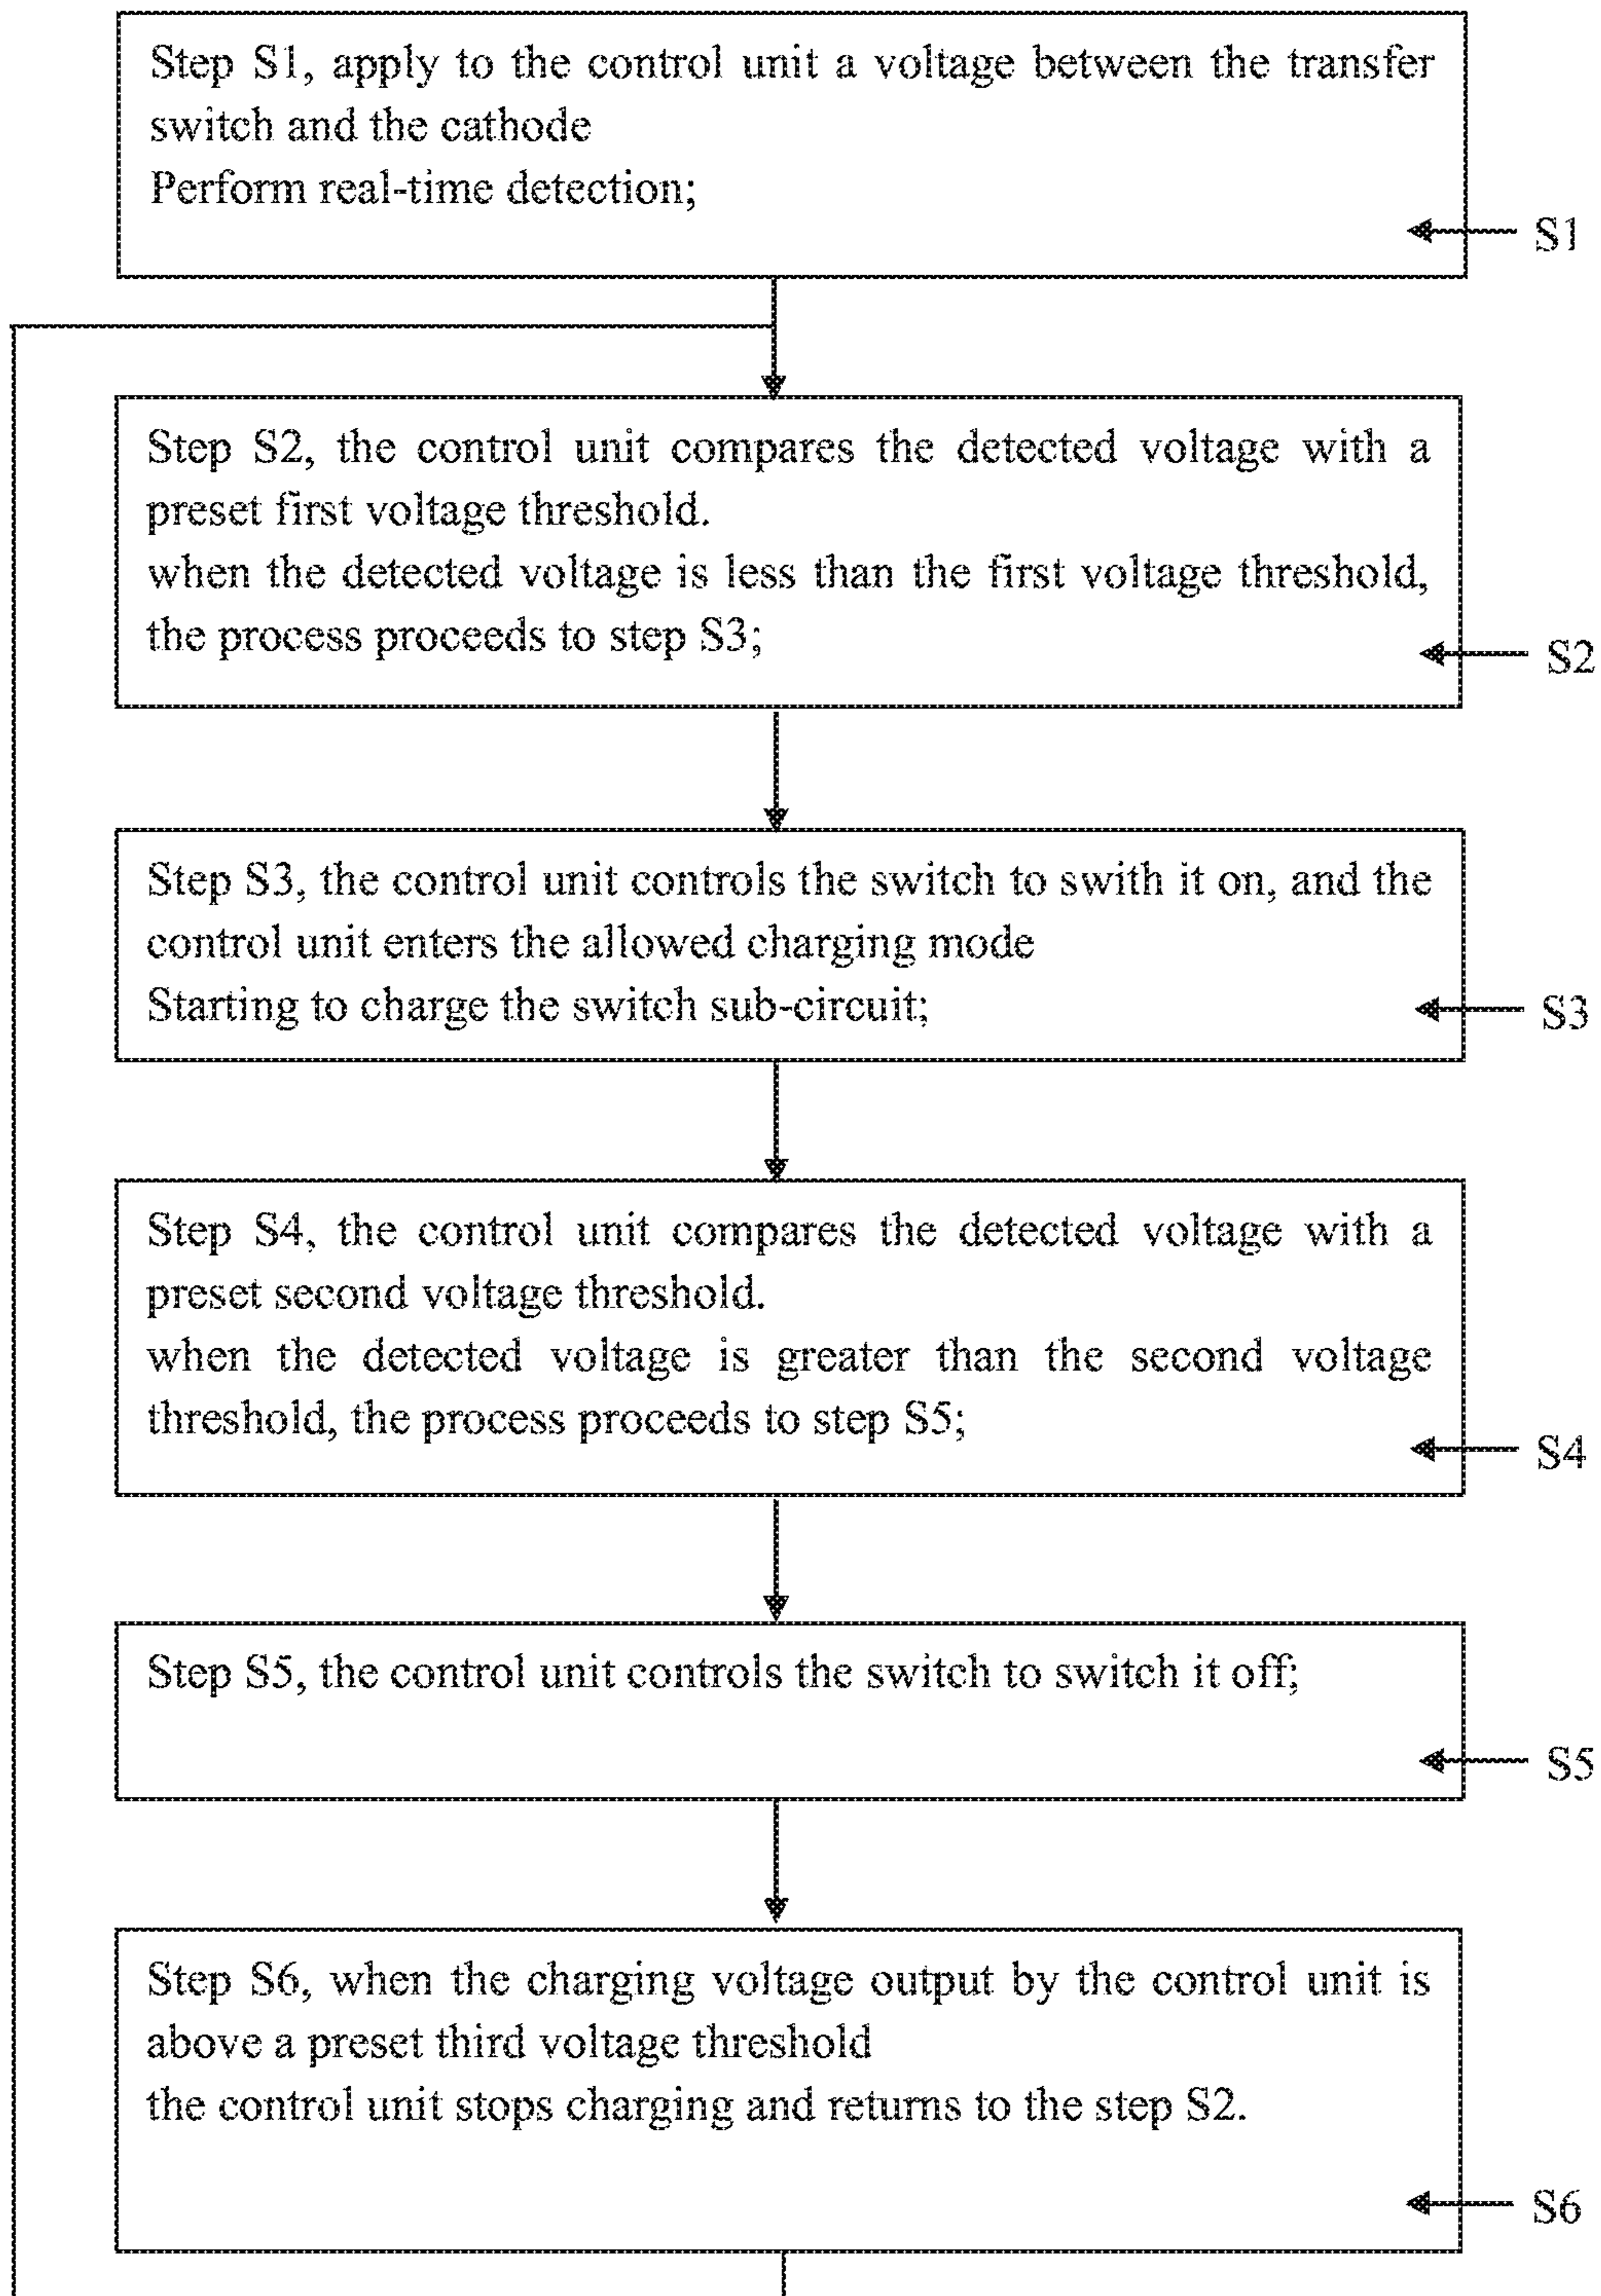 Step S1, apply to the control unit a voltage between the transfer
switch and the cathode
Perform real-time detection;
S1
Step S2, the control unit compares the detected voltage with a
preset first voltage threshold.
when the detected voltage is less than the first voltage threshold,
the process proceeds to step S3;
S2
Step S3, the control unit controls the switch to swith it on, and the
control unit enters the allowed charging mode
Starting to charge the switch sub-circuit;
S3
Step S4, the control unit compares the detected voltage with a
preset second voltage threshold.
when the detected voltage is greater than the second voltage
threshold, the process proceeds to step S5;
S4
Step S5, the control unit controls the switch to switch it off;
S5
Step S6, when the charging voltage output by the control unit is
above a preset third voltage threshold
the control unit stops charging and returns to the step S2.
S6